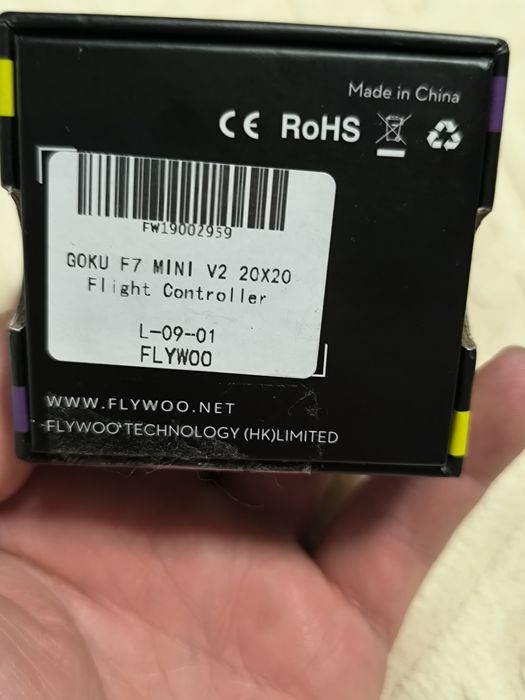 Made in China
CE RoHS
FW19002959
GOKU F7 MINI V2 20X20
Flight Controller
L-09-01
FLYWOO
WWW.FLYWOO.NET
FLYWOO TECHNOLOGY (HK)LIMITED